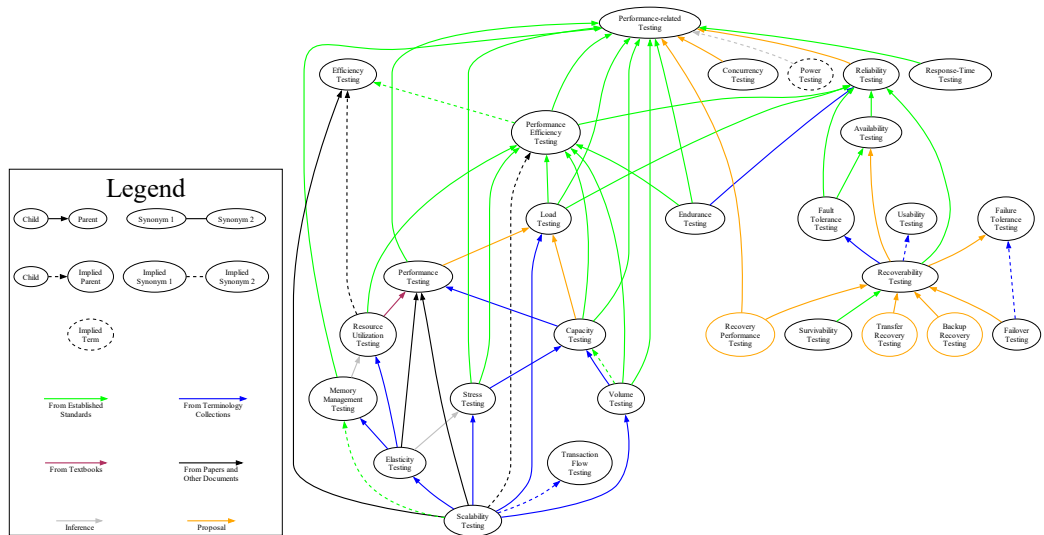 Performance-related
Testing
Efficiency
Testing
Concurrency
Testing
Power
Testing
Reliability
Testing
Response-Time
Testing
Performance
Efficiency
Testing
Availability
Testing
Legend
Child
Parent
Synonym 1
Synonym 2
Load
Testing
Endurance
Testing
Fault
Tolerance
Testing
Usability
Testing
Failure
Tolerance
Testing
Child
Implied
Parent
Implied
Synonym 1
Implied
Synonym 2
Performance
Testing
Recoverability
Testing
Implied
Term
Resource
Utilization
Testing
Capacity
Testing
Recovery
Performance
Testing
Survivability
Testing
Transfer
Recovery
Testing
Backup
Recovery
Testing
Failover
Testing
Memory
Management
Testing
Stress
Testing
Volume
Testing
From Established
Standards
From Terminology
Collections
Elasticity
Testing
Transaction
Flow
Testing
From Textbooks
From Papers and
Other Documents
Scalability
Testing
Inference
Proposal